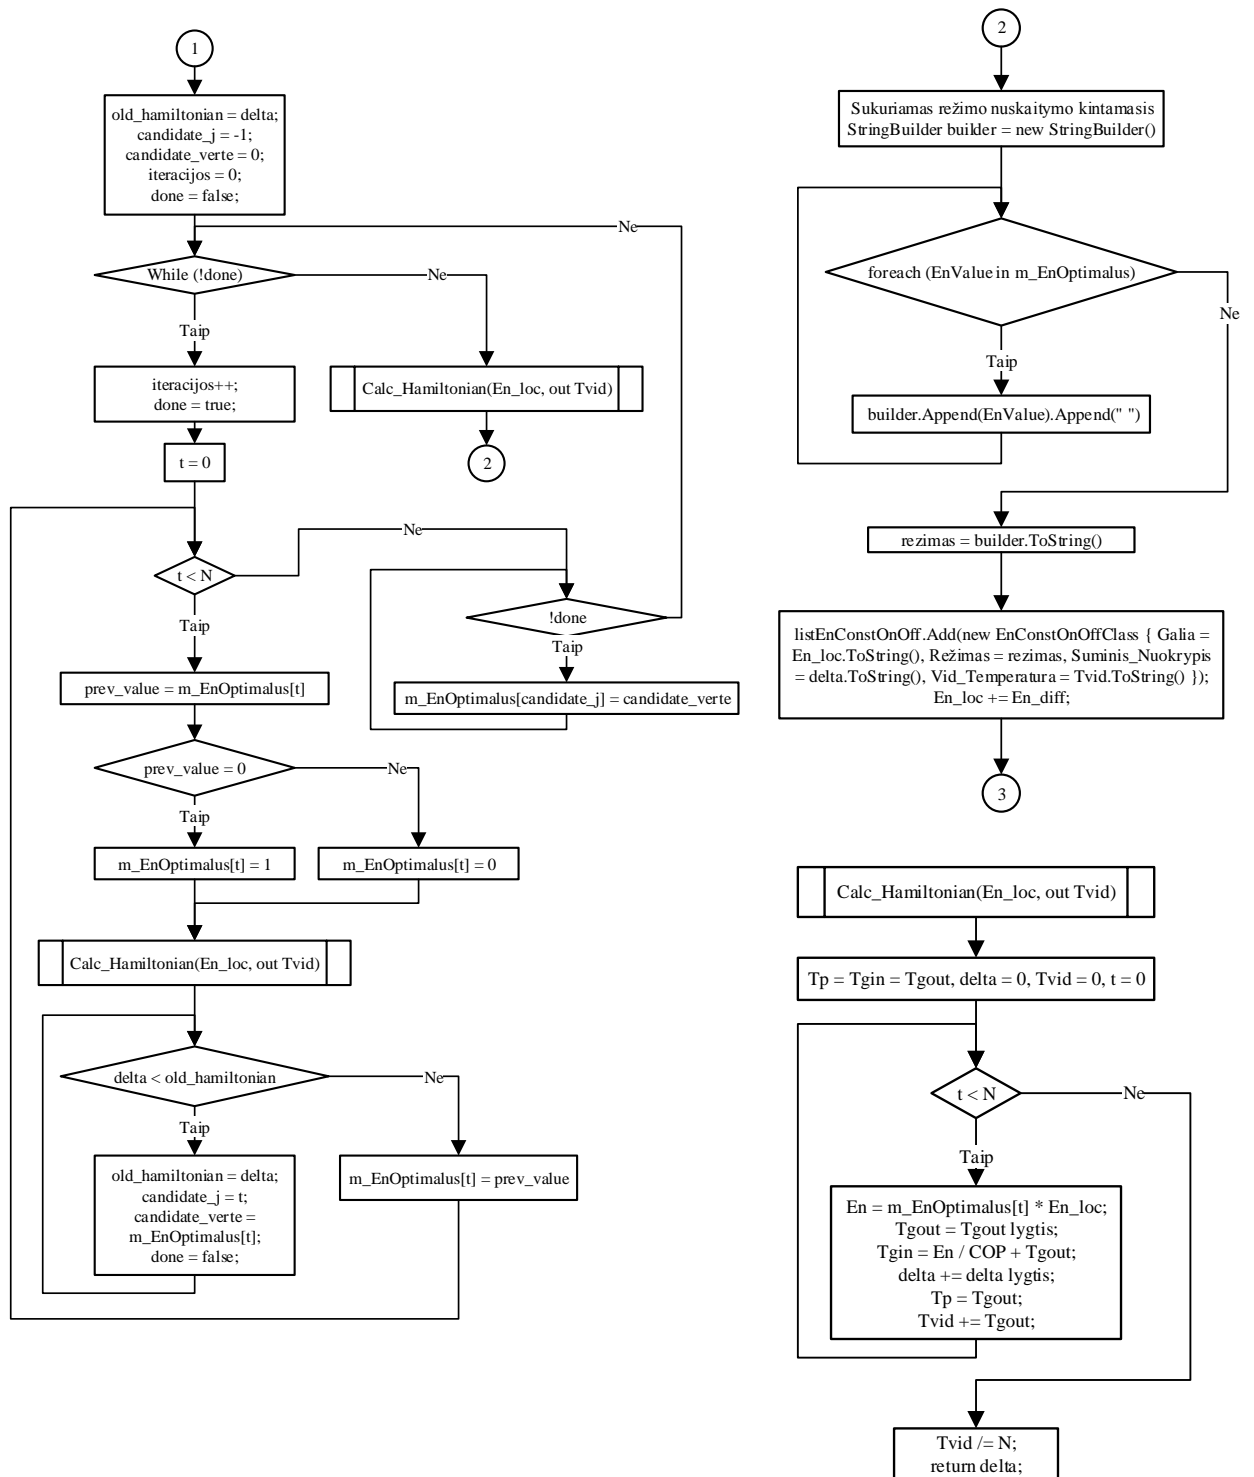 1
old_hamiltonian = delta;
candidate_j = -1;
candidate_verte = 0;
iteracijos = 0;
done = false;
Ne
While (!done)
Ne
Taip
iteracijos++;
done = true;
Calc_Hamiltonian(En_loc, out Tvid)
t = 0
2
Ne
t < N
Taip
!done
Taip
prev_value = m_EnOptimalus[t]
m_EnOptimalus[candidate_j] = candidate_verte
prev_value = 0
Ne
Taip
m_EnOptimalus[t] = 1
m_EnOptimalus[t] = 0
Calc_Hamiltonian(En_loc, out Tvid)
delta < old_hamiltonian
Ne
Taip
old_hamiltonian = delta;
candidate_j = t;
candidate_verte =
m_EnOptimalus[t];
done = false;
m_EnOptimalus[t] = prev_value
2
Sukuriamas režimo nuskaitymo kintamasis
StringBuilder builder = new StringBuilder()
foreach (EnValue in m_EnOptimalus)
Ne
Taip
builder.Append(EnValue).Append(" ")
rezimas = builder.ToString()
listEnConstOnOff.Add(new EnConstOnOffClass { Galia =
En_loc.ToString(), Režimas = rezimas, Suminis_Nuokrypis
= delta.ToString(), Vid_Temperatura = Tvid.ToString() });
En_loc += En_diff;
3
Calc_Hamiltonian(En_loc, out Tvid)
Tp = Tgin = Tgout, delta = 0, Tvid = 0, t = 0
t < N
Ne
Taip
En = m_EnOptimalus[t] * En_loc;
Tgout = Tgout lygtis;
Tgin = En / COP + Tgout;
delta += delta lygtis;
Tp = Tgout;
Tvid += Tgout;
Tvid /= N;
return delta;